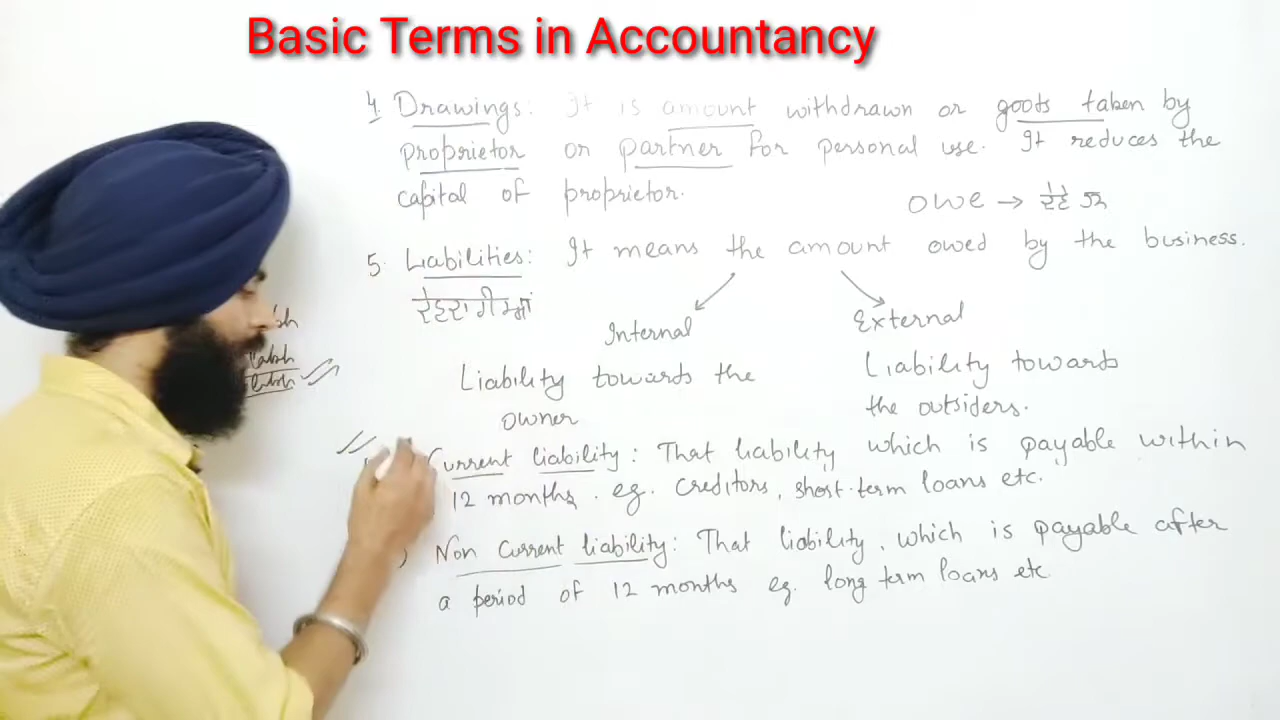 Basic Terms in Accountancy
4. Drawings: It is amount withdrawn or goods taken by
proprietor or partner for personal use. It reduces the
capital of proprietor.
owe →
5. Liabilities: It means the amount owed by the business.
ਦੇਣਦਾਰੀਆਂ
Internal
External
Liability towards the
owner
Liability towards
the outsiders.
Current liability: That liability which is payable within
12 months. eg. Creditors, short-term loans etc.
) Non Current liability: That liability, which is payable after
a period of 12 months eg. long term loans etc